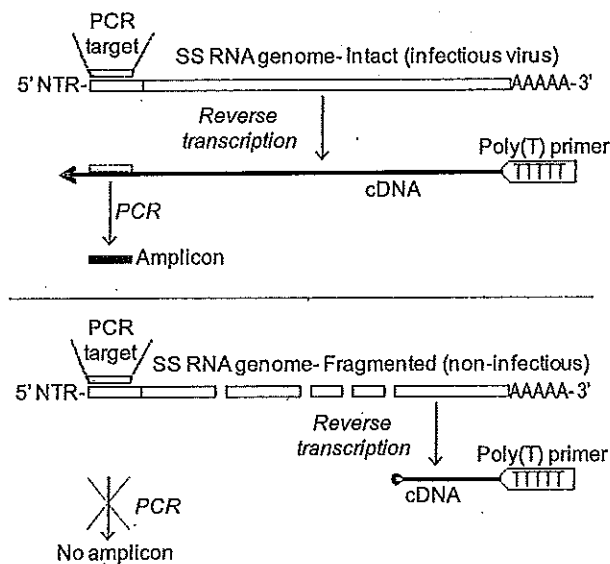 PCR
target
SS RNA genome- Intact (infectious virus)
5' NTR-
AAAAA-3'
Reverse
transcription
Poly(T) primer
TTTTT
cDNA
PCR
Amplicon
PCR
target
SS RNA genome- Fragmented (non-infectious)
5' NTR-
AAAAA-3'
Reverse
transcription
Poly(T) primer
TTTTT
cDNA
PCR
No amplicon